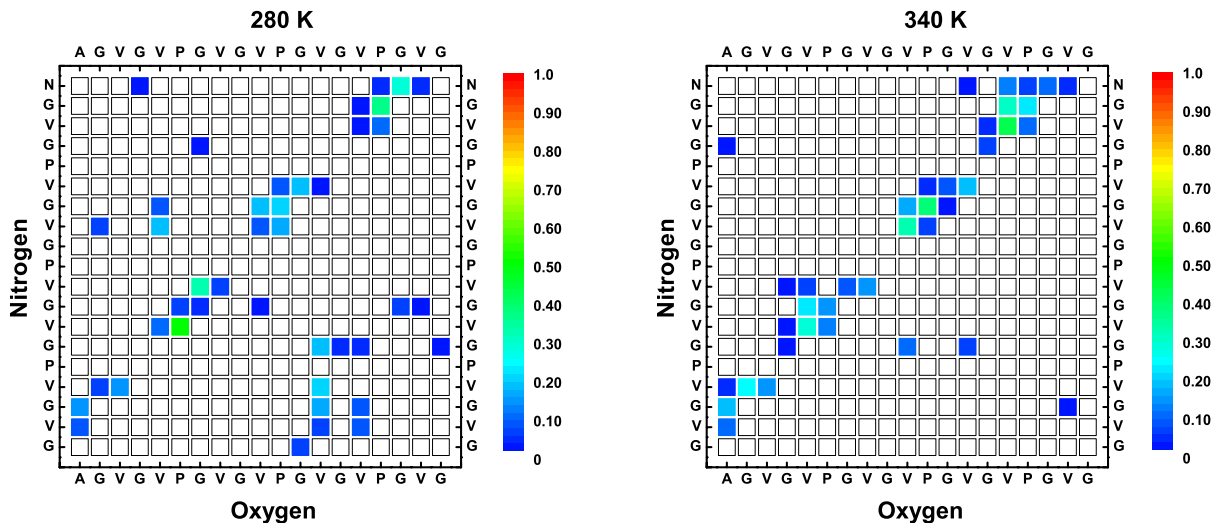 280 K
A G V G V P G V G V P G V G V P G V G
N N
G G
V V
G G
P P
V V
G G
V V
G G
P P
V V
G G
V V
G G
P P
V V
G G
V V
G G
A G V G V P G V G V P G V G V P G V G
Nitrogen
Oxygen
1.0
0.90
0.80
0.70
0.60
0.50
0.40
0.30
0.20
0.10
0
340 K
A G V G V P G V G V P G V G V P G V G
N N
G G
V V
G G
P P
V V
G G
V V
G G
P P
V V
G G
V V
G G
P P
V V
G G
V V
G G
A G V G V P G V G V P G V G V P G V G
Nitrogen
Oxygen
1.0
0.90
0.80
0.70
0.60
0.50
0.40
0.30
0.20
0.10
0